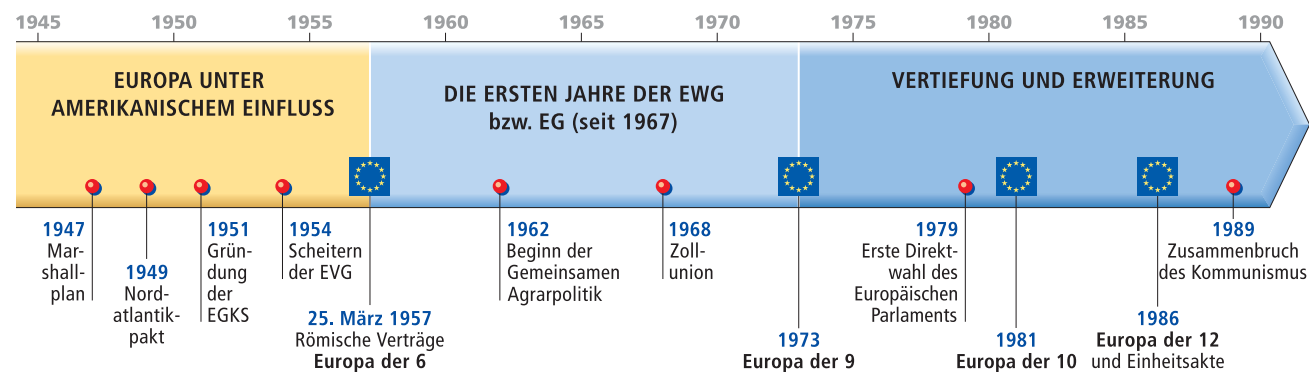 1945 1950 1955 1960 1965 1970 1975 1980 1985 1990
EUROPA UNTER
AMERIKANISCHEM EINFLUSS
DIE ERSTEN JAHRE DER EWG
bzw. EG (seit 1967)
VERTIEFUNG UND ERWEITERUNG
1947
Mar-
shall-
plan
1949
Nord-
atlantik-
pakt
1951
Grün-
dung
der
EGKS
1954
Scheitern
der EVG
25. März 1957
Römische Verträge
Europa der 6
1962
Beginn der
Gemeinsamen
Agrarpolitik
1968
Zoll-
union
1973
Europa der 9
1979
Erste Direkt-
wahl des
Europäischen
Parlaments
1981
Europa der 10
1986
Europa der 12
und Einheitsakte
1989
Zusammenbruch
des Kommunismus